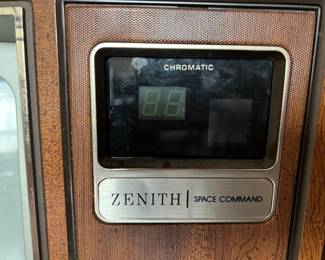 CHROMATIC
88
ZENITH | SPACE COMMAND